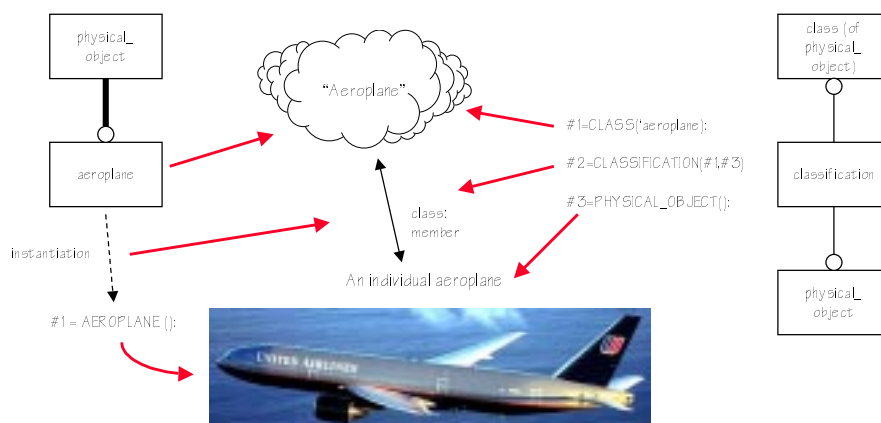 physical_
object
aeroplane
instantiation
#1 = AEROPLANE ();
"Aeroplane"
class:
member
An individual aeroplane
UNITED AIRLINES
#1=CLASS('aeroplane);
#2=CLASSIFICATION(#1,#3)
#3=PHYSICAL_OBJECT();
class (of
physical_
object)
classification
physical_
object